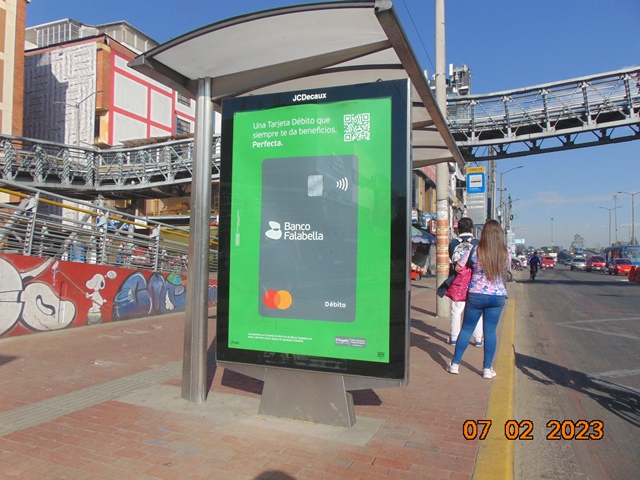 JCDecaux
Una Tarjeta Débito que
siempre te da beneficios.
Perfecta.
Banco
Falabella
Débito
07 02 2023